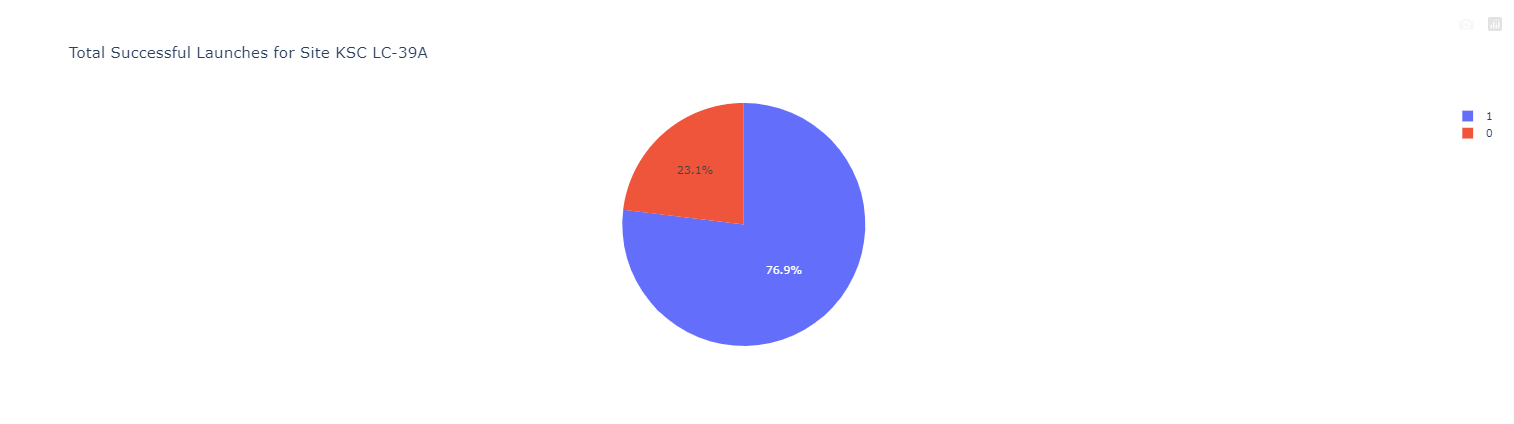 Total Successful Launches for Site KSC LC-39A
1
0
23.1%
76.9%